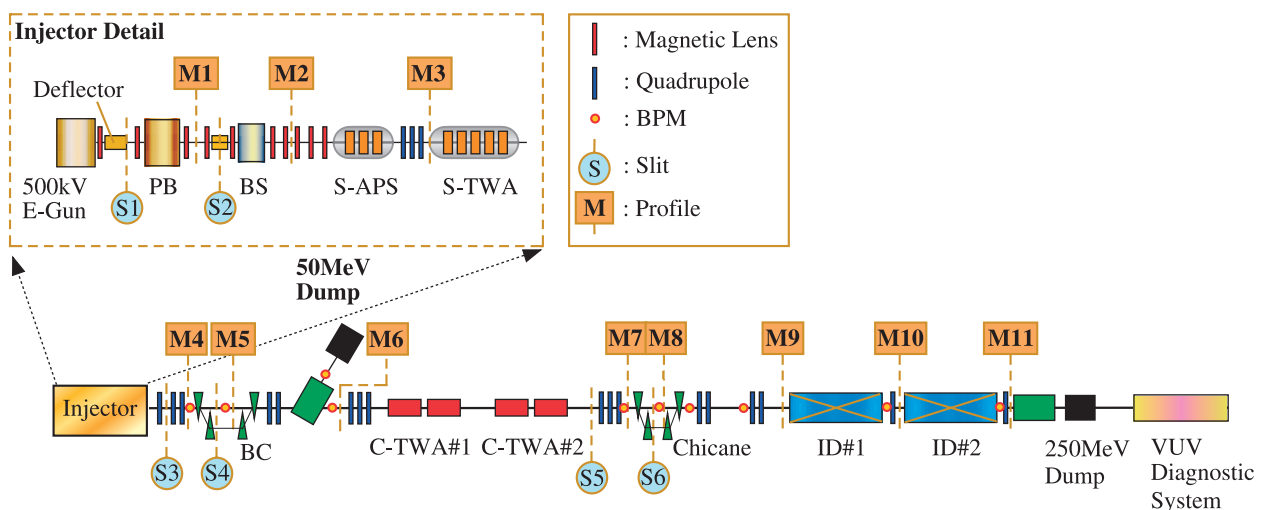 Injector Detail
M1
M2
M3
Deflector
500kV
E-Gun
PB
BS
S-APS
S-TWA
S1
S2
: Magnetic Lens
: Quadrupole
: BPM
S : Slit
M : Profile
50MeV
Dump
M4
M5
M6
M7
M8
M9
M10
M11
Injector
BC
C-TWA#1
C-TWA#2
Chicane
ID#1
ID#2
250MeV
Dump
VUV
Diagnostic
System
S3
S4
S5
S6